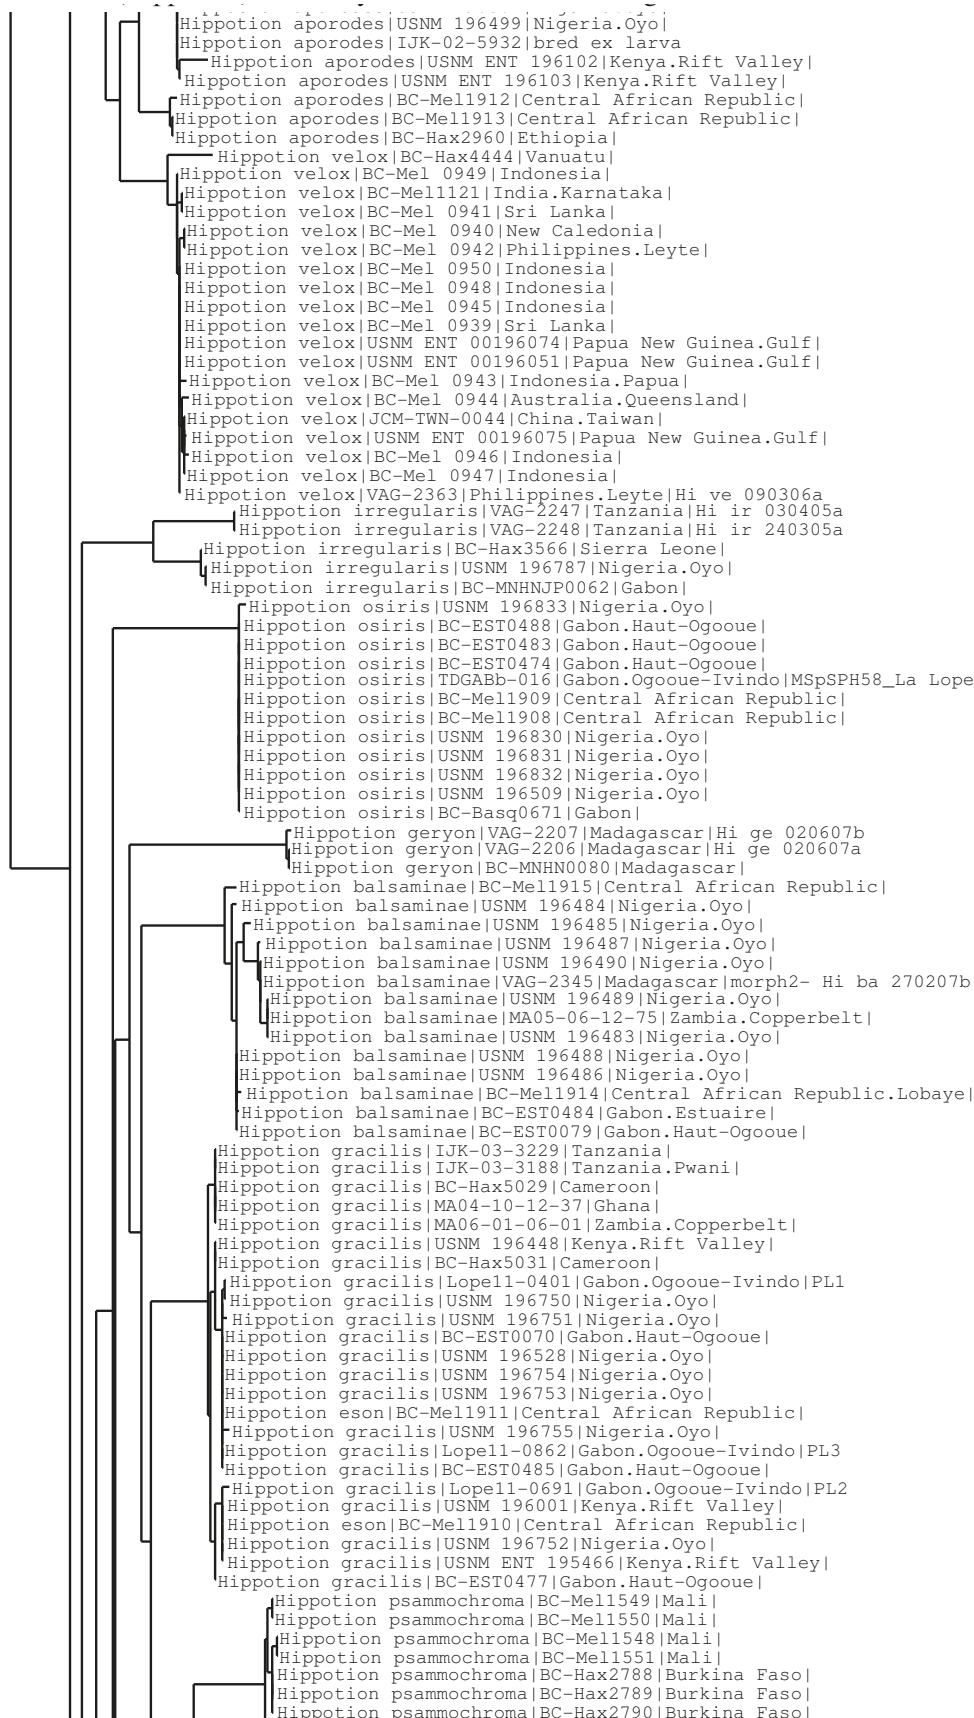 Hippotion aporodes|USNM 196499|Nigeria.Oyo|
Hippotion aporodes|IJK-02-5932|bred ex larva
Hippotion aporodes|USNM ENT 196102|Kenya.Rift Valley|
Hippotion aporodes|USNM ENT 196103|Kenya.Rift Valley|
Hippotion aporodes|BC-Mel1912|Central African Republic|
Hippotion aporodes|BC-Mel1913|Central African Republic|
Hippotion aporodes|BC-Hax2960|Ethiopia|
Hippotion velox|BC-Hax4444|Vanuatu|
Hippotion velox|BC-Mel 0949|Indonesia|
Hippotion velox|BC-Mel1121|India.Karnataka|
Hippotion velox|BC-Mel 0941|Sri Lanka|
Hippotion velox|BC-Mel 0940|New Caledonia|
Hippotion velox|BC-Mel 0942|Philippines.Leyte|
Hippotion velox|BC-Mel 0950|Indonesia|
Hippotion velox|BC-Mel 0948|Indonesia|
Hippotion velox|BC-Mel 0945|Indonesia|
Hippotion velox|BC-Mel 0939|Sri Lanka|
Hippotion velox|USNM ENT 00196074|Papua New Guinea.Gulf|
Hippotion velox|USNM ENT 00196051|Papua New Guinea.Gulf|
Hippotion velox|BC-Mel 0943|Indonesia.Papua|
Hippotion velox|BC-Mel 0944|Australia.Queensland|
Hippotion velox|JCM-TWN-0044|China.Taiwan|
Hippotion velox|USNM ENT 00196075|Papua New Guinea.Gulf|
Hippotion velox|BC-Mel 0946|Indonesia|
Hippotion velox|BC-Mel 0947|Indonesia|
Hippotion velox|VAG-2363|Philippines.Leyte|Hi ve 090306a
Hippotion irregularis|VAG-2247|Tanzania|Hi ir 030405a
Hippotion irregularis|VAG-2248|Tanzania|Hi ir 240305a
Hippotion irregularis|BC-Hax3566|Sierra Leone|
Hippotion irregularis|USNM 196787|Nigeria.Oyo|
Hippotion irregularis|BC-MNHNJP0062|Gabon|
Hippotion osiris|USNM 196833|Nigeria.Oyo|
Hippotion osiris|BC-EST0488|Gabon.Haut-Ogooue|
Hippotion osiris|BC-EST0483|Gabon.Haut-Ogooue|
Hippotion osiris|BC-EST0474|Gabon.Haut-Ogooue|
Hippotion osiris|TDGABb-016|Gabon.Ogooue-Ivindo|MSpSPH58_La Lope
Hippotion osiris|BC-Mel1909|Central African Republic|
Hippotion osiris|BC-Mel1908|Central African Republic|
Hippotion osiris|USNM 196830|Nigeria.Oyo|
Hippotion osiris|USNM 196831|Nigeria.Oyo|
Hippotion osiris|USNM 196832|Nigeria.Oyo|
Hippotion osiris|USNM 196509|Nigeria.Oyo|
Hippotion osiris|BC-Basq0671|Gabon|
Hippotion geryon|VAG-2207|Madagascar|Hi ge 020607b
Hippotion geryon|VAG-2206|Madagascar|Hi ge 020607a
Hippotion geryon|BC-MNHN0080|Madagascar|
Hippotion balsaminae|BC-Mel1915|Central African Republic|
Hippotion balsaminae|USNM 196484|Nigeria.Oyo|
Hippotion balsaminae|USNM 196485|Nigeria.Oyo|
Hippotion balsaminae|USNM 196487|Nigeria.Oyo|
Hippotion balsaminae|USNM 196490|Nigeria.Oyo|
Hippotion balsaminae|VAG-2345|Madagascar|morph2- Hi ba 270207b
Hippotion balsaminae|USNM 196489|Nigeria.Oyo|
Hippotion balsaminae|MA05-06-12-75|Zambia.Copperbelt|
Hippotion balsaminae|USNM 196483|Nigeria.Oyo|
Hippotion balsaminae|USNM 196488|Nigeria.Oyo|
Hippotion balsaminae|USNM 196486|Nigeria.Oyo|
Hippotion balsaminae|BC-Mel1914|Central African Republic.Lobaye|
Hippotion balsaminae|BC-EST0484|Gabon.Estuaire|
Hippotion balsaminae|BC-EST0079|Gabon.Haut-Ogooue|
Hippotion gracilis|IJK-03-3229|Tanzania|
Hippotion gracilis|IJK-03-3188|Tanzania.Pwani|
Hippotion gracilis|BC-Hax5029|Cameroon|
Hippotion gracilis|MA04-10-12-37|Ghana|
Hippotion gracilis|MA06-01-06-01|Zambia.Copperbelt|
Hippotion gracilis|USNM 196448|Kenya.Rift Valley|
Hippotion gracilis|BC-Hax5031|Cameroon|
Hippotion gracilis|Lope11-0401|Gabon.Ogooue-Ivindo|PL1
Hippotion gracilis|USNM 196750|Nigeria.Oyo|
Hippotion gracilis|USNM 196751|Nigeria.Oyo|
Hippotion gracilis|BC-EST0070|Gabon.Haut-Ogooue|
Hippotion gracilis|USNM 196528|Nigeria.Oyo|
Hippotion gracilis|USNM 196754|Nigeria.Oyo|
Hippotion gracilis|USNM 196753|Nigeria.Oyo|
Hippotion eson|BC-Mel1911|Central African Republic|
Hippotion gracilis|USNM 196755|Nigeria.Oyo|
Hippotion gracilis|Lope11-0862|Gabon.Ogooue-Ivindo|PL3
Hippotion gracilis|BC-EST0485|Gabon.Haut-Ogooue|
Hippotion gracilis|Lope11-0691|Gabon.Ogooue-Ivindo|PL2
Hippotion gracilis|USNM 196001|Kenya.Rift Valley|
Hippotion eson|BC-Mel1910|Central African Republic|
Hippotion gracilis|USNM 196752|Nigeria.Oyo|
Hippotion gracilis|USNM ENT 195466|Kenya.Rift Valley|
Hippotion gracilis|BC-EST0477|Gabon.Haut-Ogooue|
Hippotion psammochroma|BC-Mel1549|Mali|
Hippotion psammochroma|BC-Mel1550|Mali|
Hippotion psammochroma|BC-Mel1548|Mali|
Hippotion psammochroma|BC-Mel1551|Mali|
Hippotion psammochroma|BC-Hax2788|Burkina Faso|
Hippotion psammochroma|BC-Hax2789|Burkina Faso|
Hippotion psammochroma|BC-Hax2790|Burkina Faso|